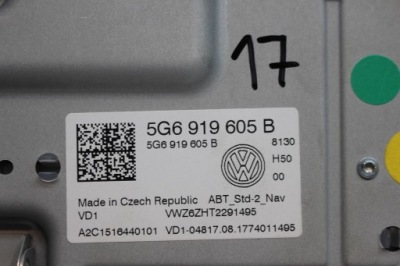 17
5G6 919 605 B
5G6 919 605 B 8130
H50
00
Made in Czech Republic ABT_Std-2_Nav
VD1 VWZ6ZHT2291495
A2C1516440101 VD1-04817.08.1774011495